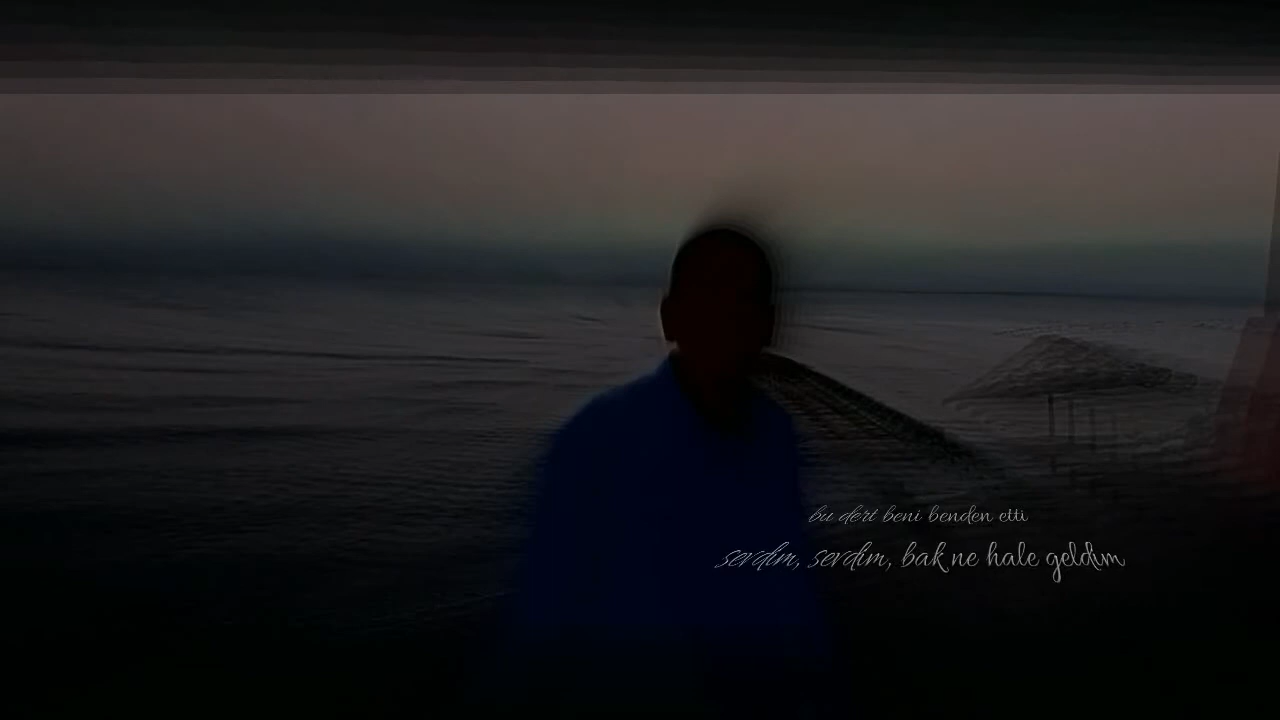 bu dert beni benden etti
sevdim, sevdim, bak ne hale geldim